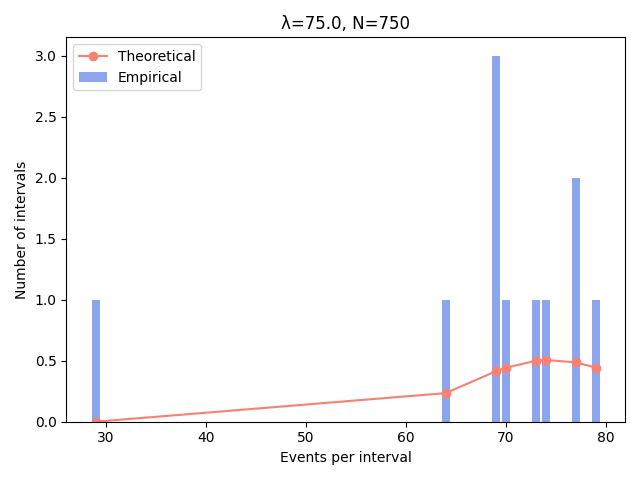 λ=75.0, N=750
Theoretical
Empirical
Number of intervals
3.0
2.5
2.0
1.5
1.0
0.5
0.0
30
40
50
60
70
80
Events per interval